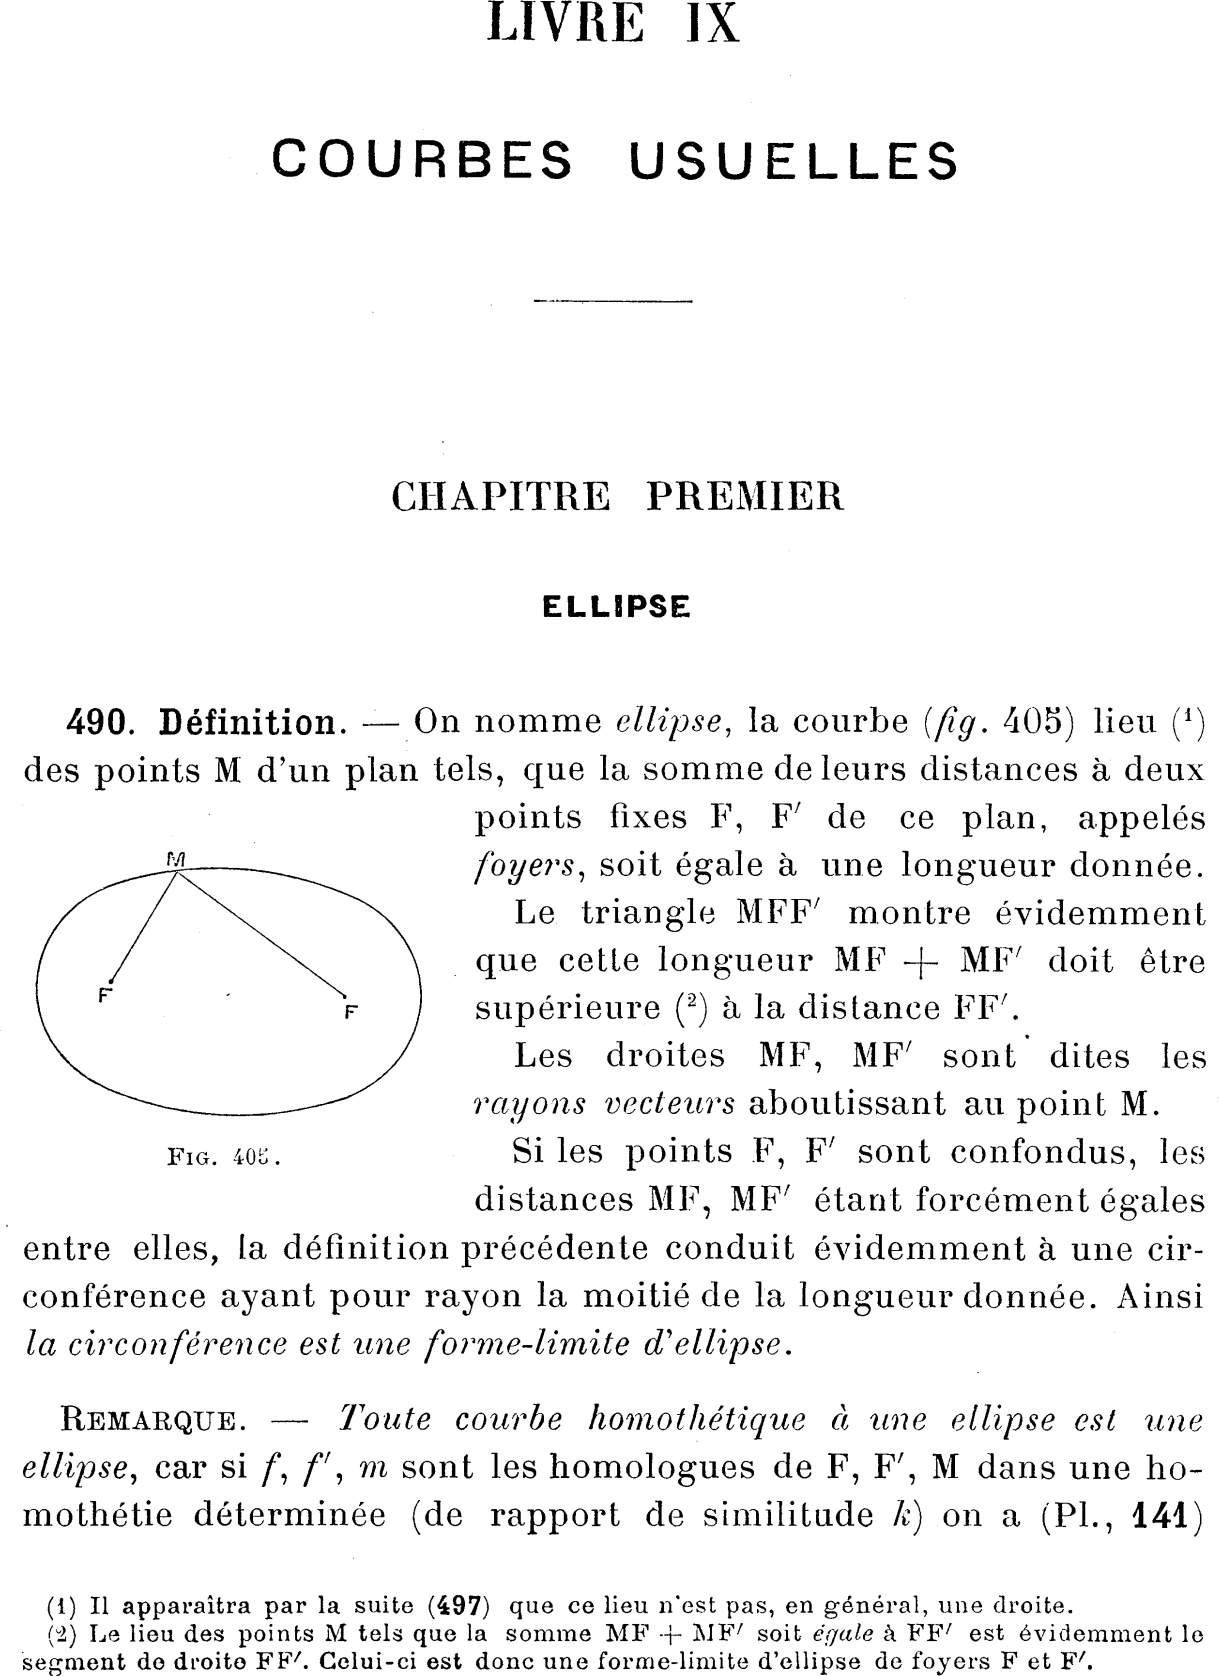 LIVRE IX
COURBES USUELLES
CHAPITRE PREMIER
ELLIPSE
490. Définition. — On nomme ellipse, la courbe (fig. 405) lieu (¹)
des points M d'un plan tels, que la somme de leurs distances à deux
points fixes F, F′ de ce plan, appelés
foyers, soit égale à une longueur donnée.
Le triangle MFF′ montre évidemment
que cette longueur MF + MF′ doit être
supérieure (²) à la distance FF′.
Les droites MF, MF′ sont dites les
rayons vecteurs aboutissant au point M.
Si les points F, F′ sont confondus, les
distances MF, MF′ étant forcément égales
M
F
F
FIG. 405.
entre elles, la définition précédente conduit évidemment à une cir-
conférence ayant pour rayon la moitié de la longueur donnée. Ainsi
la circonférence est une forme-limite d'ellipse.
REMARQUE. — Toute courbe homothétique à une ellipse est une
ellipse, car si f, f′, m sont les homologues de F, F′, M dans une ho-
mothétie déterminée (de rapport de similitude k) on a (Pl., 141)
(1) Il apparaîtra par la suite (497) que ce lieu n'est pas, en général, une droite.
(2) Le lieu des points M tels que la somme MF + MF′ soit égale à FF′ est évidemment le
segment de droite FF′. Celui-ci est donc une forme-limite d'ellipse de foyers F et F′.